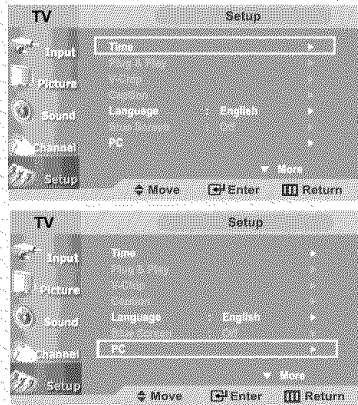 TV Setup
Input
Picture
Sound
Channel
Setup
Time
Plug & Play
V-Chip
Caption
Language : English
Blue Screen : Off
PC
▼ More
Move Enter Return
TV Setup
Input
Picture
Sound
Channel
Setup
Time
Plug & Play
V-Chip
Caption
Language : English
Blue Screen : Off
PC
▼ More
Move Enter Return